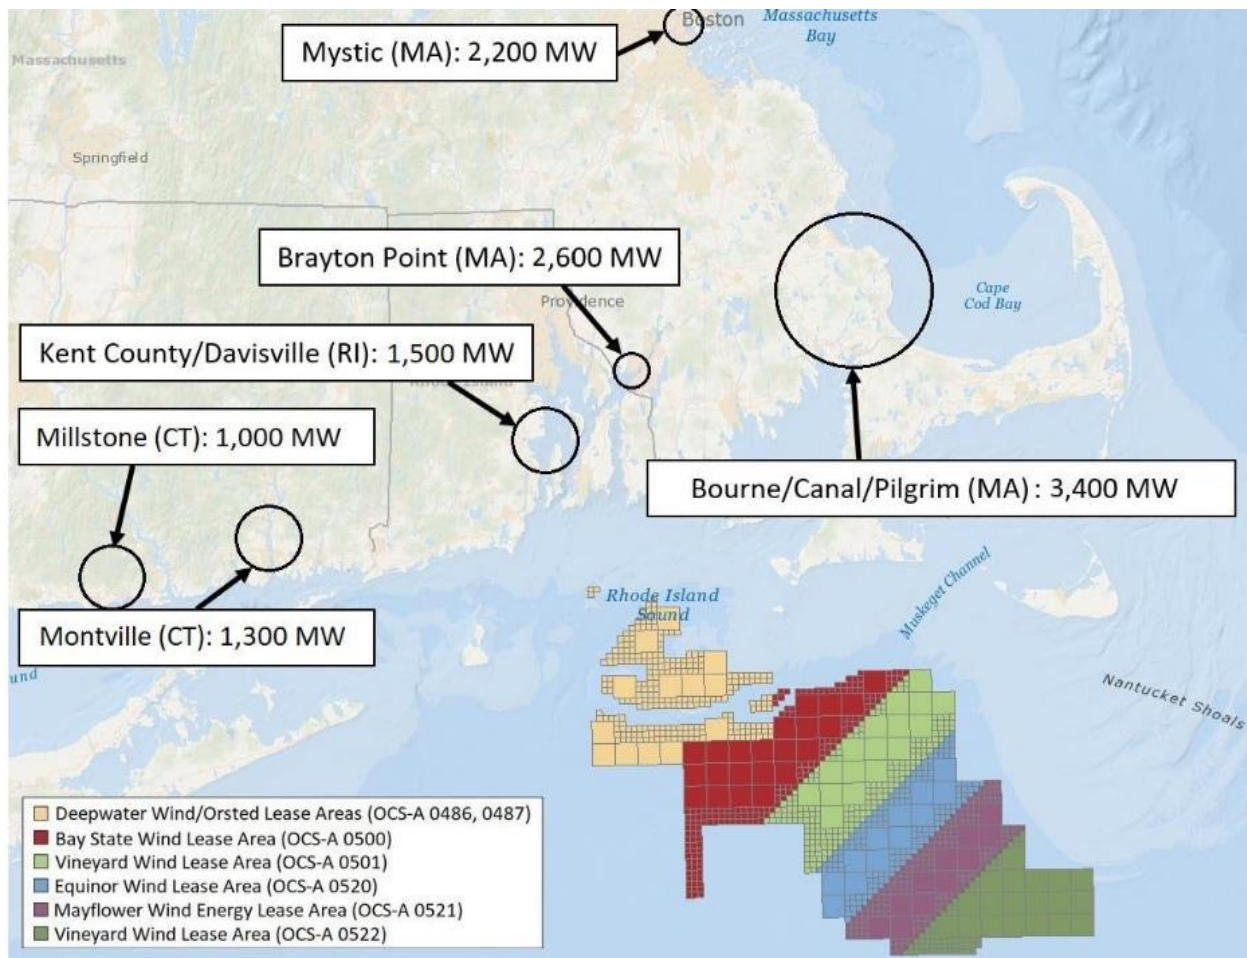 Boston
Massachusetts
Bay
Mystic (MA): 2,200 MW
Massachusetts
Springfield
Brayton Point (MA): 2,600 MW
Providence
Cape
Cod Bay
Kent County/Davisville (RI): 1,500 MW
Rhode Island
Millstone (CT): 1,000 MW
Bourne/Canal/Pilgrim (MA) : 3,400 MW
Montville (CT): 1,300 MW
Rhode Island
Sound
Muskeget Channel
Nantucket Shoals
und
Deepwater Wind/Orsted Lease Areas (OCS-A 0486, 0487)
Bay State Wind Lease Area (OCS-A 0500)
Vineyard Wind Lease Area (OCS-A 0501)
Equinor Wind Lease Area (OCS-A 0520)
Mayflower Wind Energy Lease Area (OCS-A 0521)
Vineyard Wind Lease Area (OCS-A 0522)